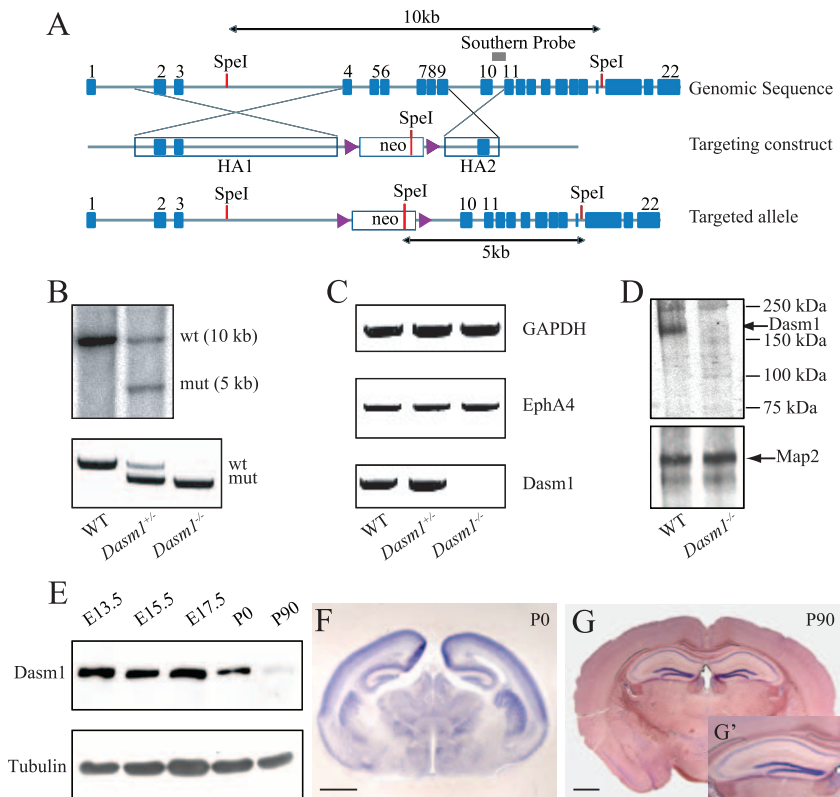 A
10kb
Southern Probe
1 2 3 SpeI 4 5 6 7 8 9 10 11 SpeI 22
Genomic Sequence
SpeI
neo
Targeting construct
HA1 HA2
1 2 3 SpeI SpeI 10 11 SpeI 22
neo
Targeted allele
5kb
B
wt (10 kb)
mut (5 kb)
wt
mut
WT Dasm1+/- Dasm1-/-
C
GAPDH
EphA4
Dasm1
WT Dasm1+/- Dasm1-/-
D
250 kDa
Dasm1
150 kDa
100 kDa
75 kDa
Map2
WT Dasm1-/-
E
E13.5 E15.5 E17.5 P0 P90
Dasm1
Tubulin
F P0
G P90
G'